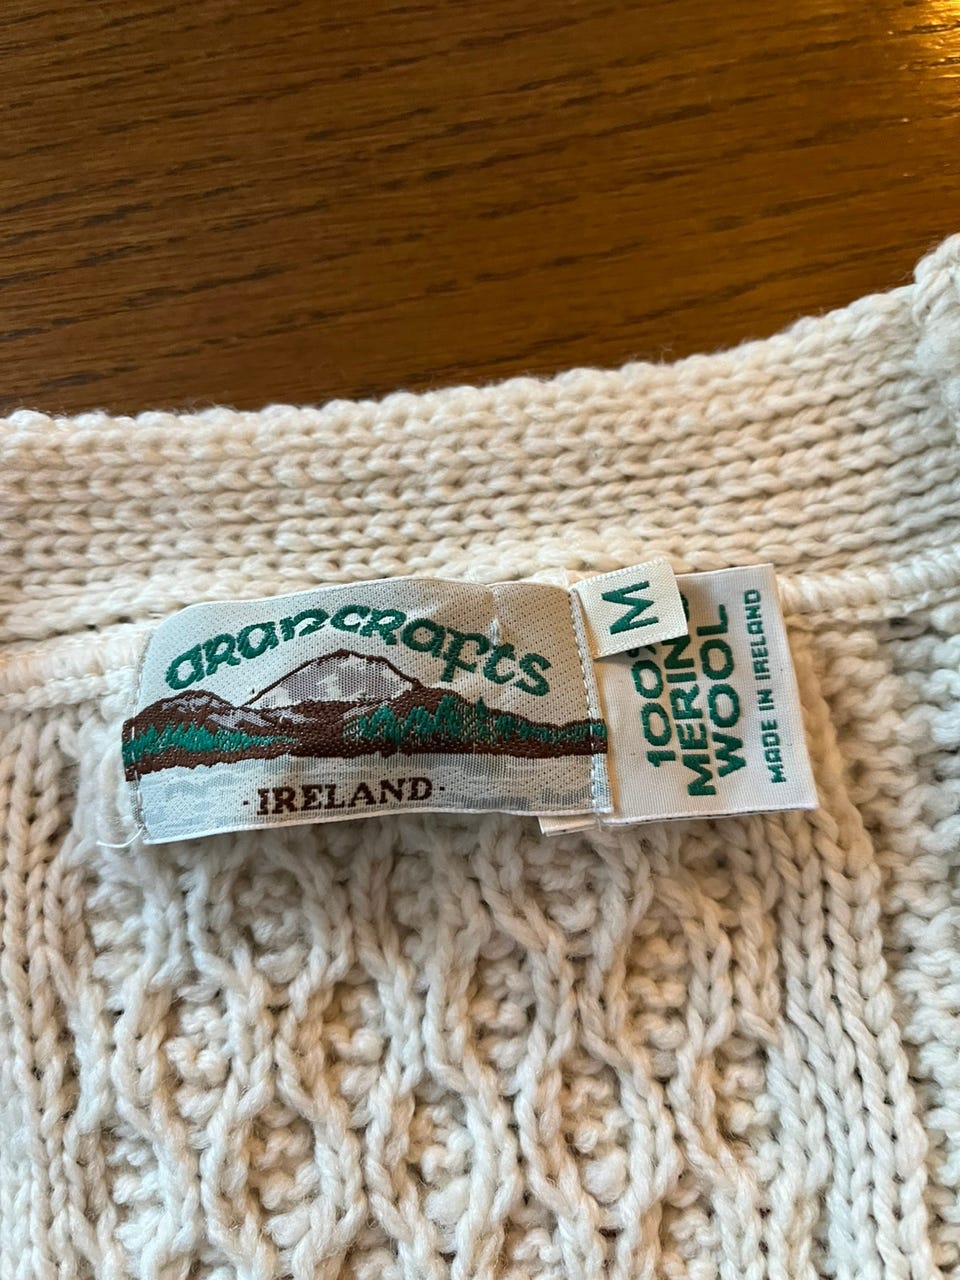 arancrafts
·IRELAND·
M
100%
MERINO
WOOL
MADE IN IRELAND